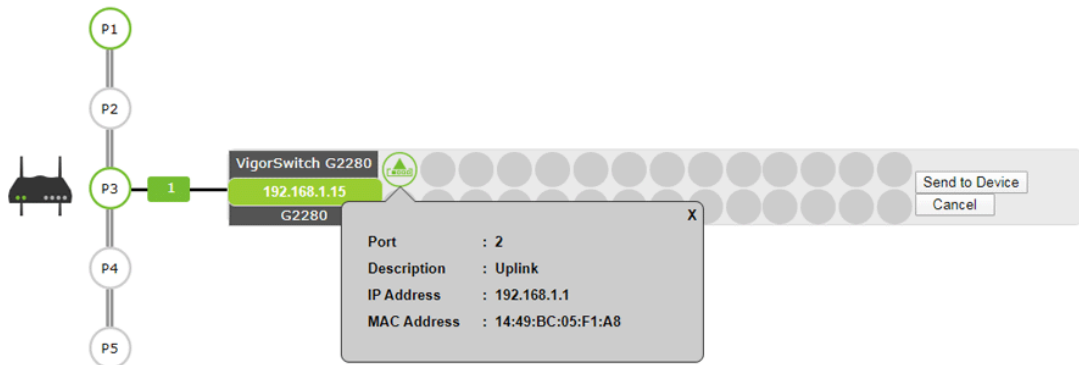 P1
P2
P3
1
VigorSwitch G2280
192.168.1.15
G2280
Send to Device
Cancel
X
Port : 2
Description : Uplink
IP Address : 192.168.1.1
MAC Address : 14:49:BC:05:F1:A8
P4
P5